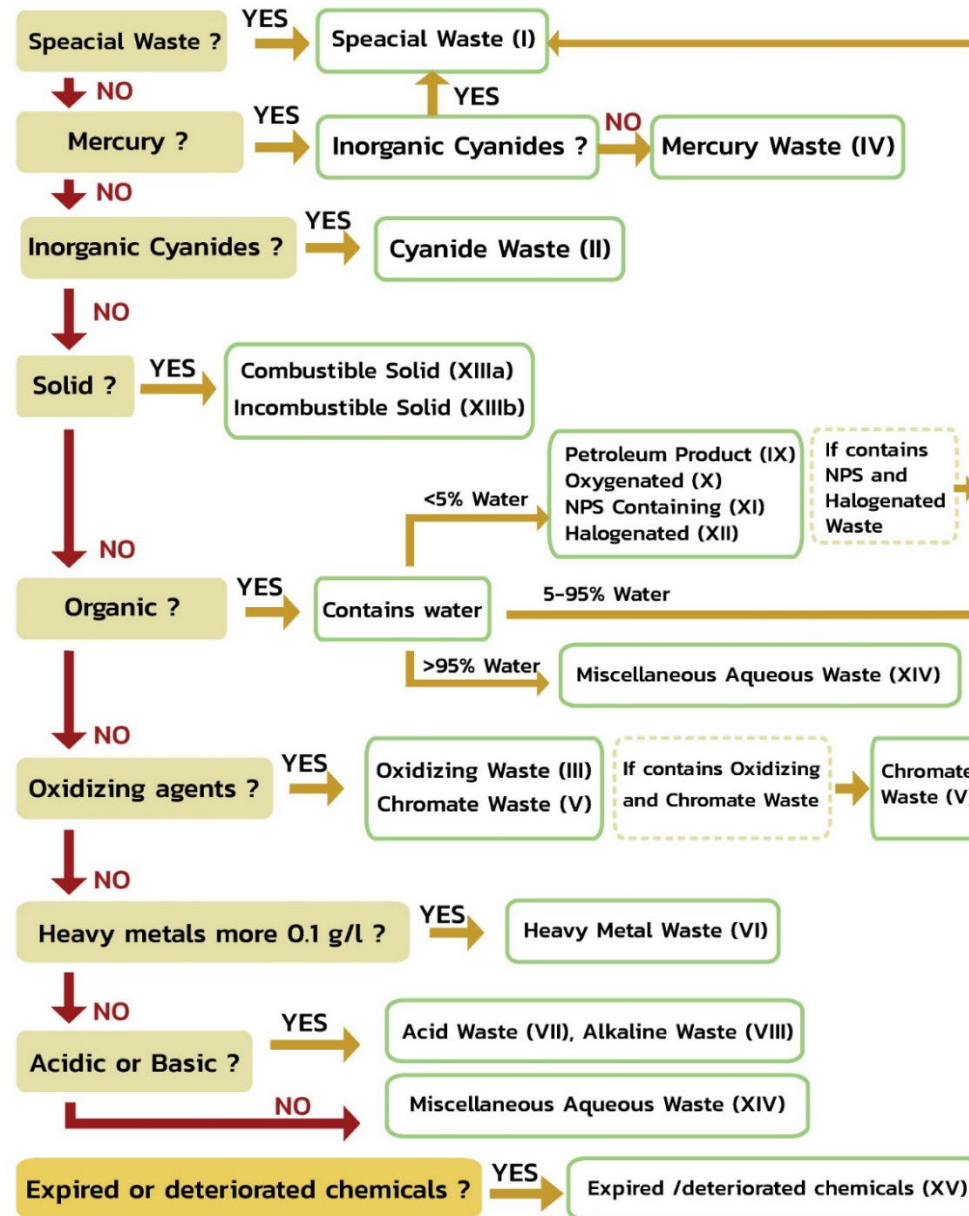 Speacial Waste ?
YES
Speacial Waste (I)
NO
YES
Mercury ?
YES
Inorganic Cyanides ?
NO
Mercury Waste (IV)
NO
Inorganic Cyanides ?
YES
Cyanide Waste (II)
NO
Solid ?
YES
Combustible Solid (XIIIa)
Incombustible Solid (XIIIb)
<5% Water
Petroleum Product (IX)
Oxygenated (X)
NPS Containing (XI)
Halogenated (XII)
If contains
NPS and
Halogenated
Waste
NO
Organic ?
YES
Contains water
5-95% Water
>95% Water
Miscellaneous Aqueous Waste (XIV)
NO
Oxidizing agents ?
YES
Oxidizing Waste (III)
Chromate Waste (V)
If contains Oxidizing
and Chromate Waste
Chromate
Waste (V
NO
Heavy metals more 0.1 g/l ?
YES
Heavy Metal Waste (VI)
NO
Acidic or Basic ?
YES
Acid Waste (VII), Alkaline Waste (VIII)
NO
Miscellaneous Aqueous Waste (XIV)
Expired or deteriorated chemicals ?
YES
Expired /deteriorated chemicals (XV)